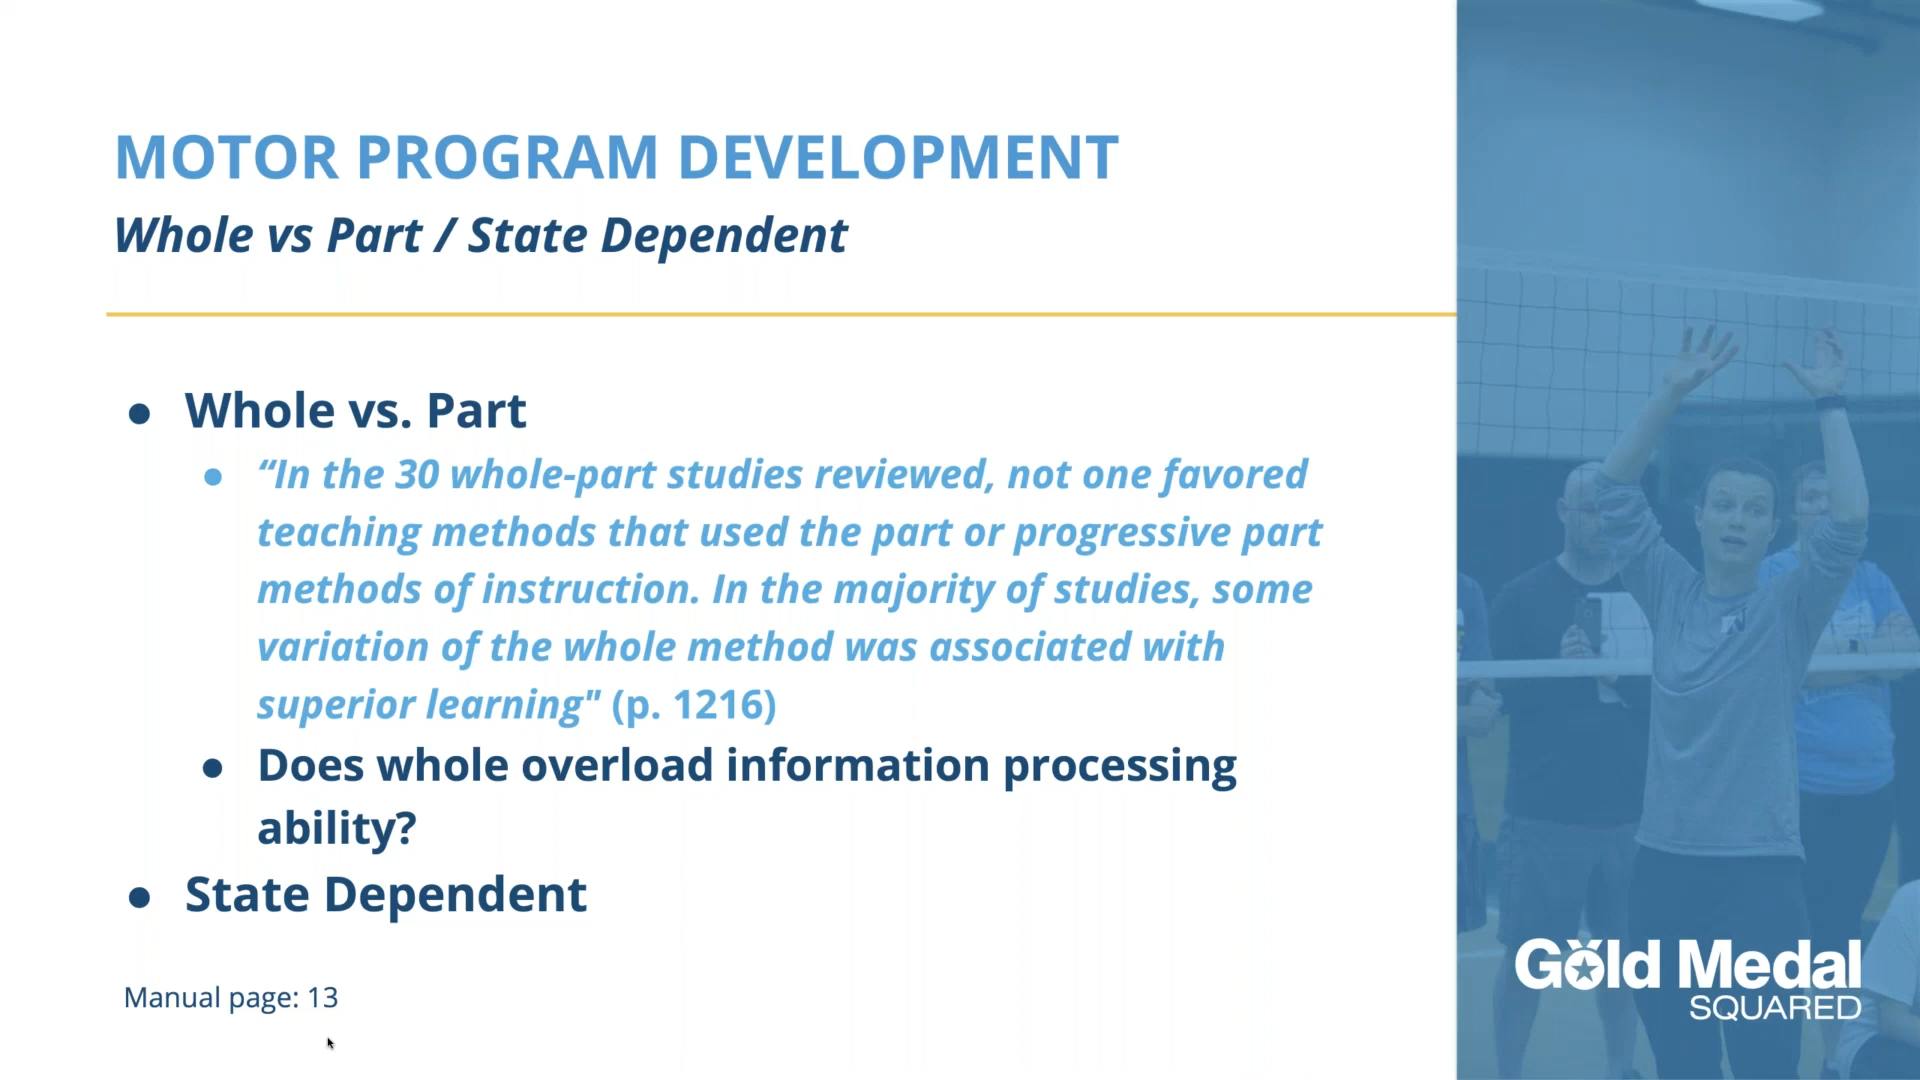 MOTOR PROGRAM DEVELOPMENT
Whole vs Part / State Dependent
● Whole vs. Part
● “In the 30 whole-part studies reviewed, not one favored
teaching methods that used the part or progressive part
methods of instruction. In the majority of studies, some
variation of the whole method was associated with
superior learning" (p. 1216)
● Does whole overload information processing
ability?
● State Dependent
Manual page: 13
Gold Medal
SQUARED